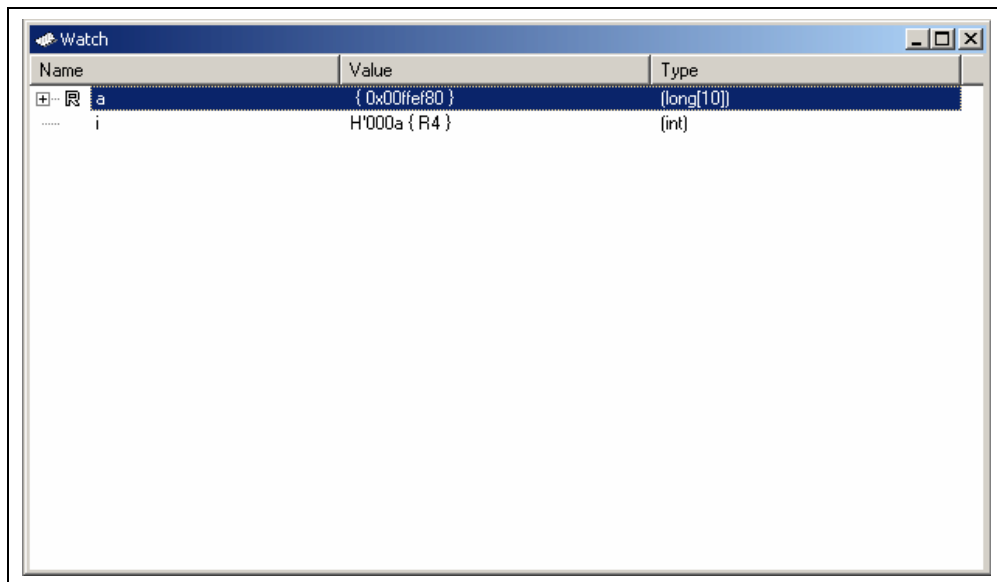 Watch
Name Value Type
R a { 0x00ffef80 } (long[10])
i H'000a { R4 } (int)